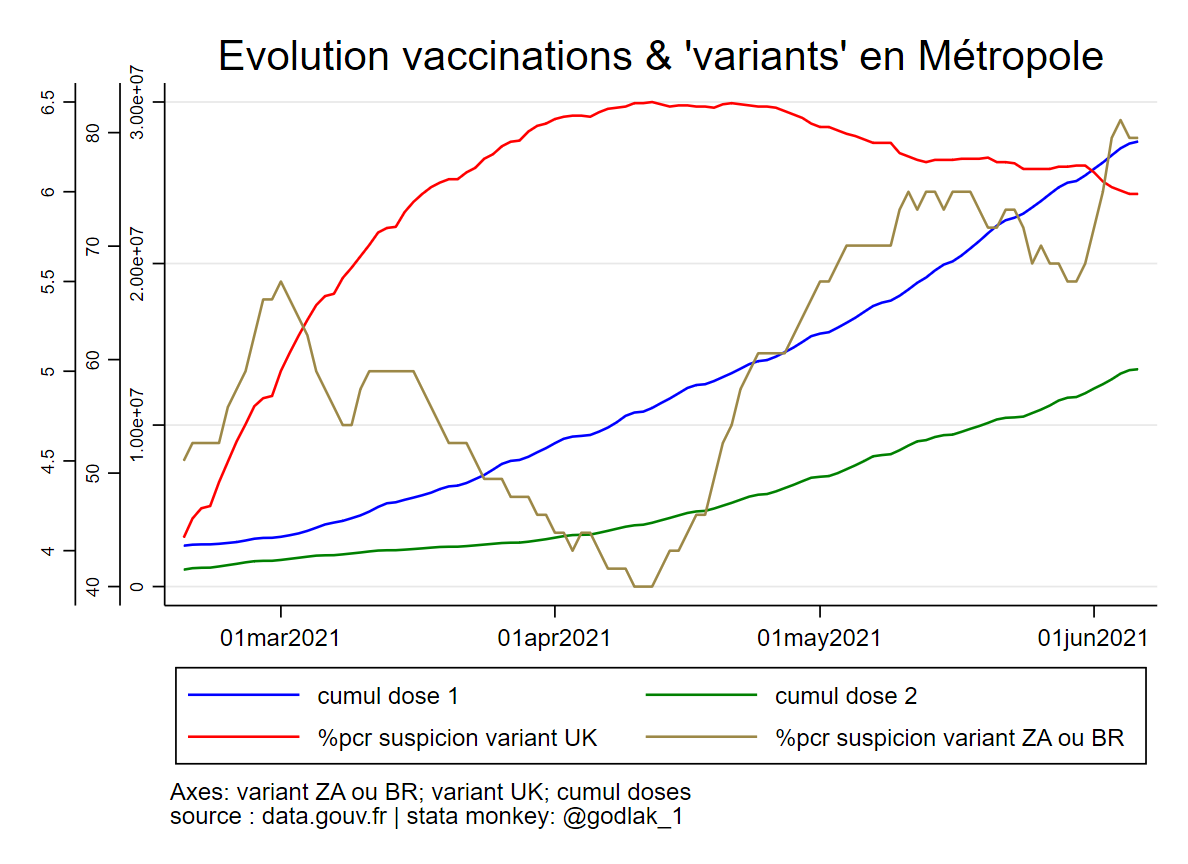 Evolution vaccinations & 'variants' en Métropole
6.5
6
5.5
5
4.5
4
80
70
60
50
40
3.00e+07
2.00e+07
1.00e+07
0
01mar2021 01apr2021 01may2021 01jun2021
cumul dose 1 cumul dose 2
%pcr suspicion variant UK %pcr suspicion variant ZA ou BR
Axes: variant ZA ou BR; variant UK; cumul doses
source : data.gouv.fr | stata monkey: @godlak_1